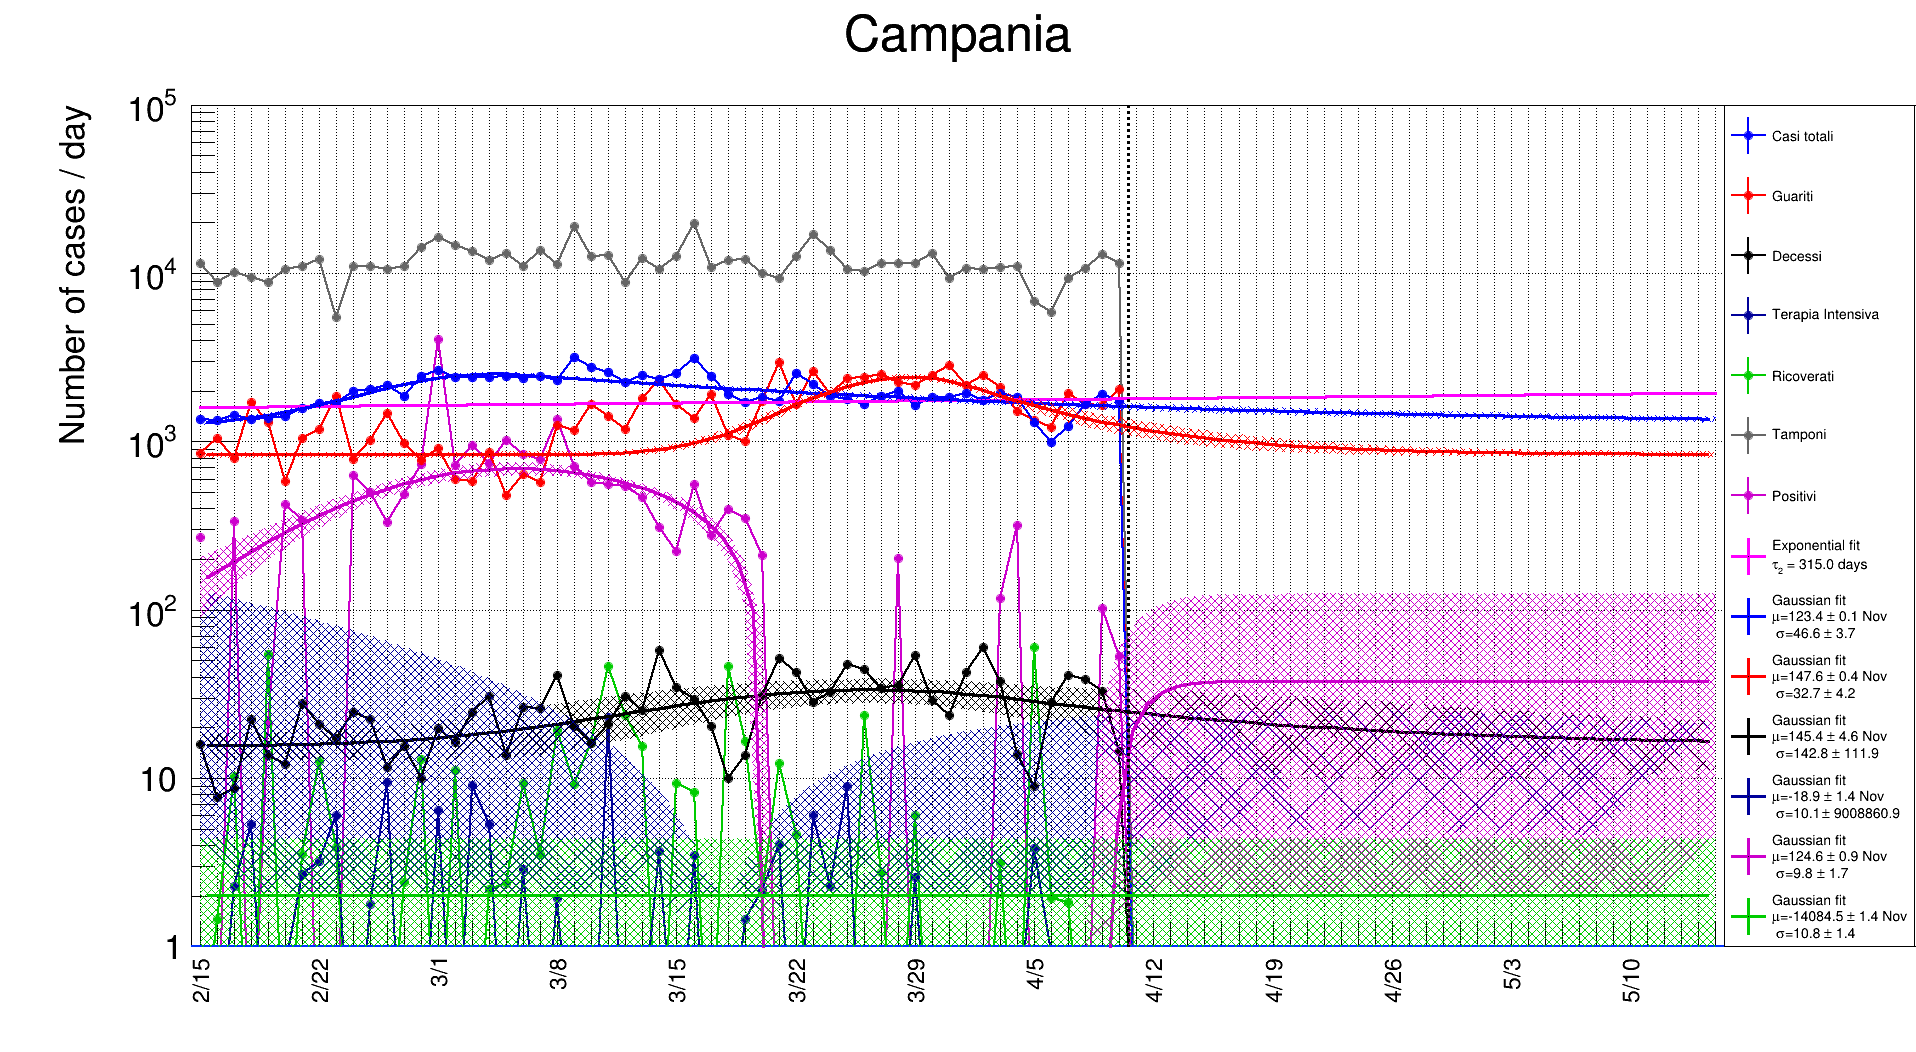 Campania
Number of cases / day
10^5
10^4
10^3
10^2
10
1
2/15
2/22
3/1
3/8
3/15
3/22
3/29
4/5
4/12
4/19
4/26
5/3
5/10
Casi totali
Guariti
Decessi
Terapia Intensiva
Ricoverati
Tamponi
Positivi
Exponential fit
τ₂ = 315.0 days
Gaussian fit
μ=123.4 ± 0.1 Nov
σ=46.6 ± 3.7
Gaussian fit
μ=147.6 ± 0.4 Nov
σ=32.7 ± 4.2
Gaussian fit
μ=145.4 ± 4.6 Nov
σ=142.8 ± 111.9
Gaussian fit
μ=-18.9 ± 1.4 Nov
σ=10.1 ± 9008860.9
Gaussian fit
μ=124.6 ± 0.9 Nov
σ=9.8 ± 1.7
Gaussian fit
μ=-14084.5 ± 1.4 Nov
σ=10.8 ± 1.4